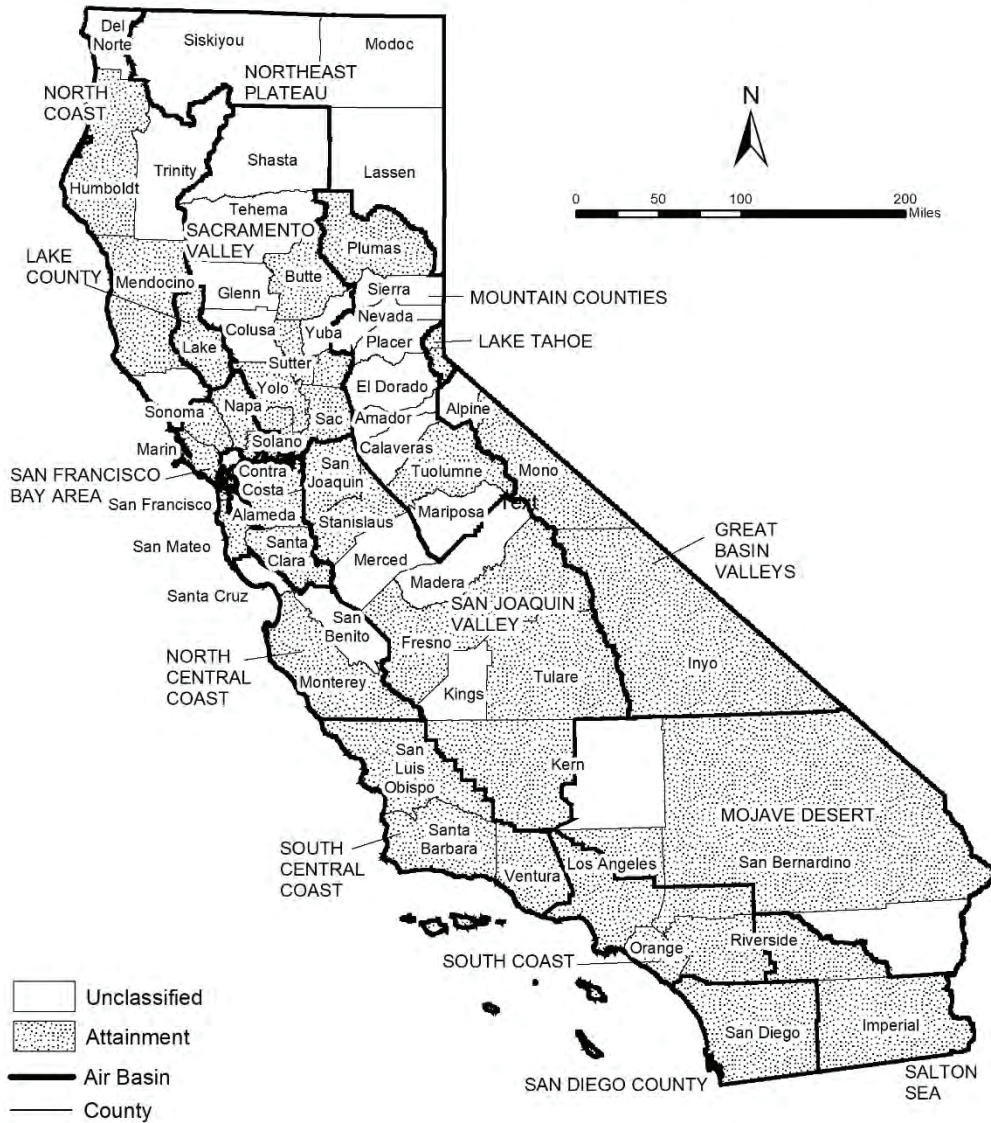 Del
Norte
Siskiyou
Modoc
NORTHEAST
PLATEAU
NORTH
COAST
N
Shasta
Trinity
Lassen
Humboldt
0 50 100 200
Miles
Tehema
SACRAMENTO
VALLEY
Plumas
LAKE
COUNTY
Butte
Mendocino
Glenn
Sierra
MOUNTAIN COUNTIES
Nevada
Colusa
Yuba
Placer
LAKE TAHOE
Lake
Sutter
Yolo
El Dorado
Napa
Alpine
Sonoma
Sac
Amador
Solano
Calaveras
Marin
San
Joaquin
Mono
Tuolumne
SAN FRANCISCO
BAY AREA
Contra
Costa
Text
San Francisco
Alameda
Mariposa
Stanislaus
GREAT
BASIN
VALLEYS
San Mateo
Santa
Clara
Merced
Madera
Santa Cruz
SAN JOAQUIN
VALLEY
San
Benito
Fresno
NORTH
CENTRAL
COAST
Inyo
Monterey
Kings
Tulare
San
Luis
Obispo
Kern
MOJAVE DESERT
Santa
Barbara
SOUTH
CENTRAL
COAST
Los Angeles
San Bernardino
Ventura
Orange
Riverside
SOUTH COAST
Unclassified
Attainment
San Diego
Imperial
Air Basin
SAN DIEGO COUNTY
SALTON
SEA
County